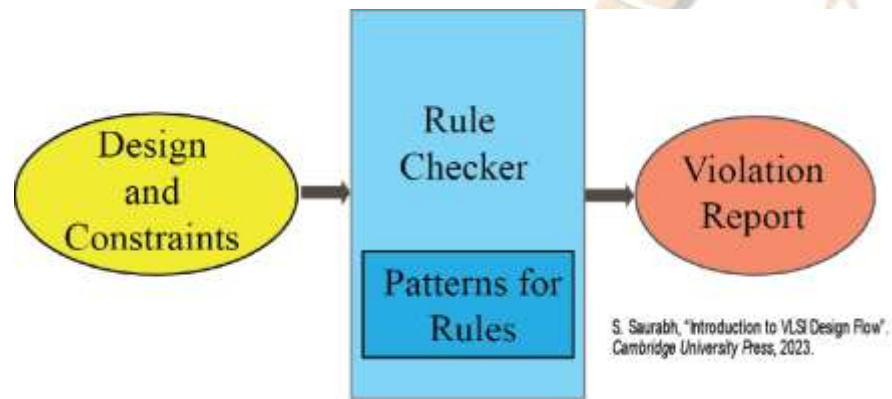 Design
and
Constraints
Rule
Checker
Patterns for
Rules
Violation
Report
S. Saurabh, "Introduction to VLSI Design Flow".
Cambridge University Press, 2023.